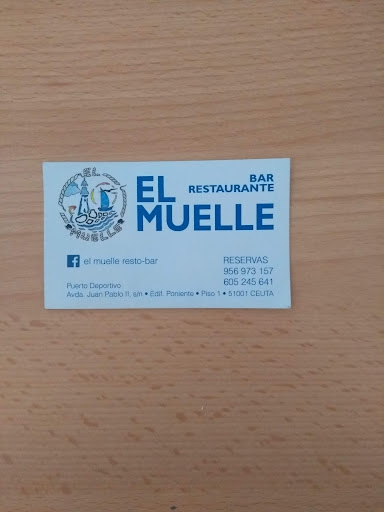 EL
MUELLE
BAR
RESTAURANTE
EL
MUELLE
el muelle resto-bar
RESERVAS
956 973 157
605 245 641
Puerto Deportivo
Avda. Juan Pablo II, s/n • Edif. Poniente • Piso 1 • 51001 CEUTA